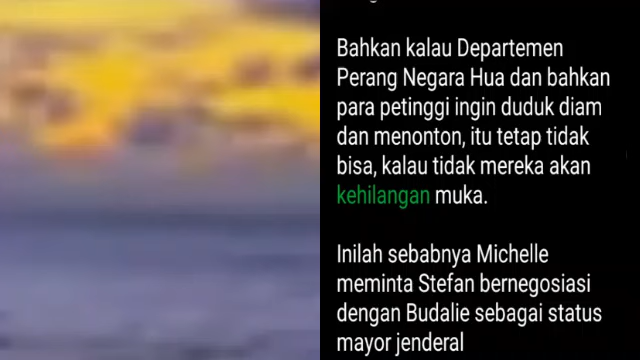 Bahkan kalau Departemen
Perang Negara Hua dan bahkan
para petinggi ingin duduk diam
dan menonton, itu tetap tidak
bisa, kalau tidak mereka akan
kehilangan muka.
Inilah sebabnya Michelle
meminta Stefan bernegosiasi
dengan Budalie sebagai status
mayor jenderal